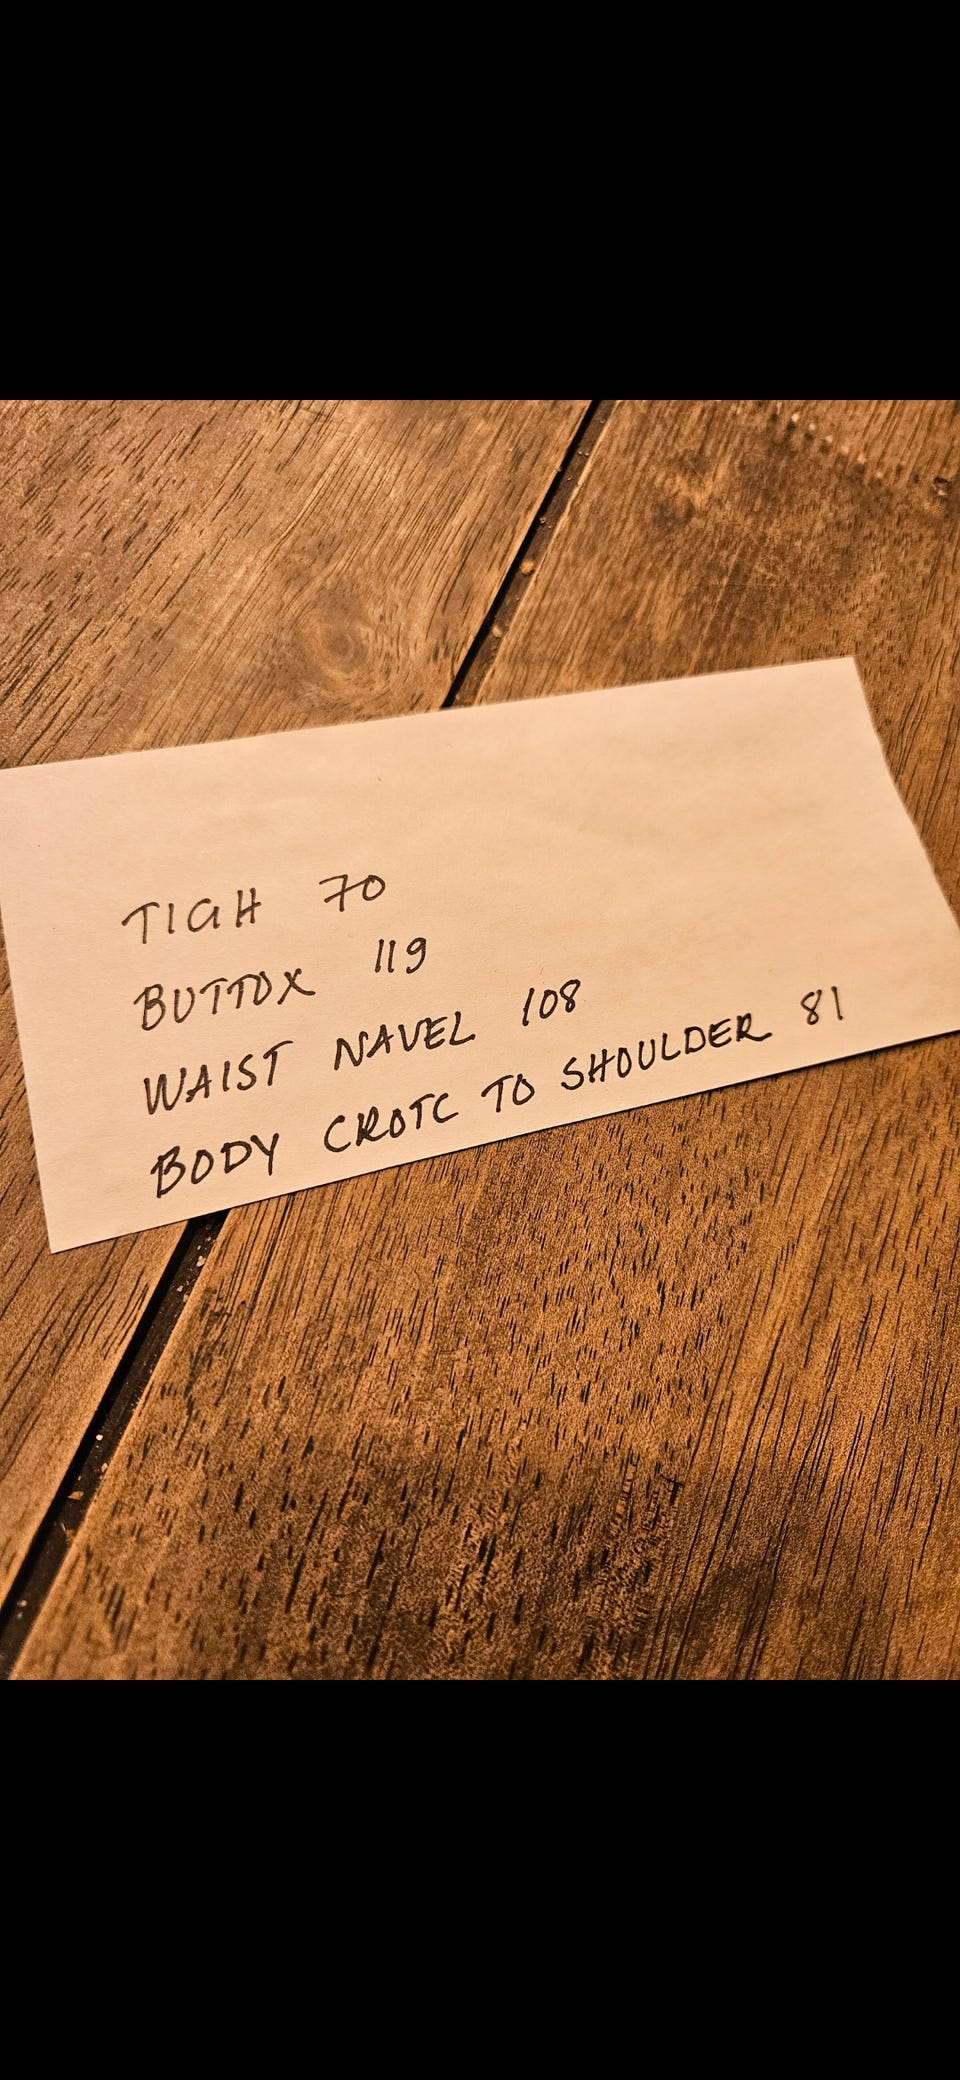 TIGH 70
BUTTOX 119
WAIST NAVEL 108
BODY CROTC TO SHOULDER 81